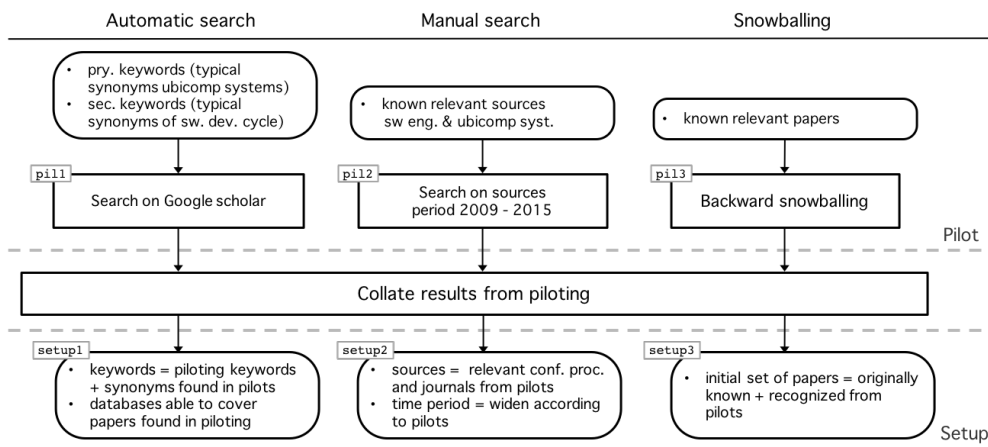 Automatic search
Manual search
Snowballing
• pry. keywords (typical
synonyms ubicomp systems)
• sec. keywords (typical
synonyms of sw. dev. cycle)
• known relevant sources
sw eng. & ubicomp syst.
• known relevant papers
pil1
Search on Google scholar
pil2
Search on sources
period 2009 - 2015
pil3
Backward snowballing
Pilot
Collate results from piloting
setup1
• keywords = piloting keywords
+ synonyms found in pilots
• databases able to cover
papers found in piloting
setup2
• sources = relevant conf. proc.
and journals from pilots
• time period = widen according
to pilots
setup3
• initial set of papers = originally
known + recognized from
pilots
Setup